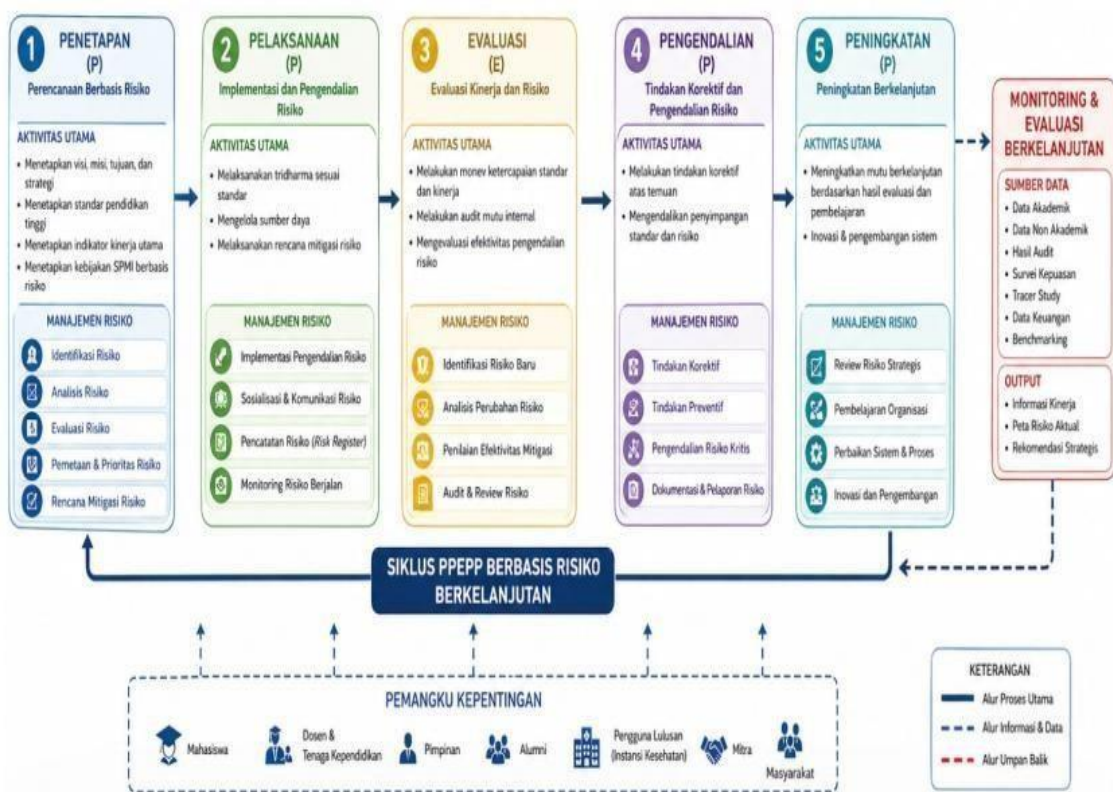 1 PENETAPAN
(P)
Perencanaan Berbasis Risiko
AKTIVITAS UTAMA
• Menetapkan visi, misi, tujuan, dan
strategi
• Menetapkan standar pendidikan
tinggi
• Menetapkan indikator kinerja utama
• Menetapkan kebijakan SPMI berbasis
risiko
MANAJEMEN RISIKO
Identifikasi Risiko
Analisis Risiko
Evaluasi Risiko
Pemetaan & Prioritas Risiko
Rencana Mitigasi Risiko
2 PELAKSANAAN
(P)
Implementasi dan Pengendalian
Risiko
AKTIVITAS UTAMA
• Melaksanakan tridharma sesuai
standar
• Mengelola sumber daya
• Melaksanakan rencana mitigasi risiko
MANAJEMEN RISIKO
Implementasi Pengendalian Risiko
Sosialisasi & Komunikasi Risiko
Pencatatan Risiko (Risk Register)
Monitoring Risiko Berjalan
3 EVALUASI
(E)
Evaluasi Kinerja dan Risiko
AKTIVITAS UTAMA
• Melakukan monev ketercapaian standar
dan kinerja
• Melakukan audit mutu internal
• Mengevaluasi efektivitas pengendalian
risiko
MANAJEMEN RISIKO
Identifikasi Risiko Baru
Analisis Perubahan Risiko
Penilaian Efektivitas Mitigasi
Audit & Review Risiko
4 PENGENDALIAN
(P)
Tindakan Korektif dan
Pengendalian Risiko
AKTIVITAS UTAMA
• Melakukan tindakan korektif
atas temuan
• Mengendalikan penyimpangan
standar dan risiko
MANAJEMEN RISIKO
Tindakan Korektif
Tindakan Preventif
Pengendalian Risiko Kritis
Dokumentasi & Pelaporan Risiko
5 PENINGKATAN
(P)
Peningkatan Berkelanjutan
AKTIVITAS UTAMA
• Meningkatkan mutu berkelanjutan
berdasarkan hasil evaluasi dan
pembelajaran
• Inovasi & pengembangan sistem
MANAJEMEN RISIKO
Review Risiko Strategis
Pembelajaran Organisasi
Perbaikan Sistem & Proses
Inovasi dan Pengembangan
MONITORING &
EVALUASI
BERKELANJUTAN
SUMBER DATA
• Data Akademik
• Data Non Akademik
• Hasil Audit
• Survei Kepuasan
• Tracer Study
• Data Keuangan
• Benchmarking
OUTPUT
• Informasi Kinerja
• Peta Risiko Aktual
• Rekomendasi Strategis
SIKLUS PPEPP BERBASIS RISIKO
BERKELANJUTAN
PEMANGKU KEPENTINGAN
Mahasiswa
Dosen &
Tenaga Kependidikan
Pimpinan
Alumni
Pengguna Lulusan
(Instansi Kesehatan)
Mitra
Masyarakat
KETERANGAN
Alur Proses Utama
Alur Informasi & Data
Alur Umpan Balik